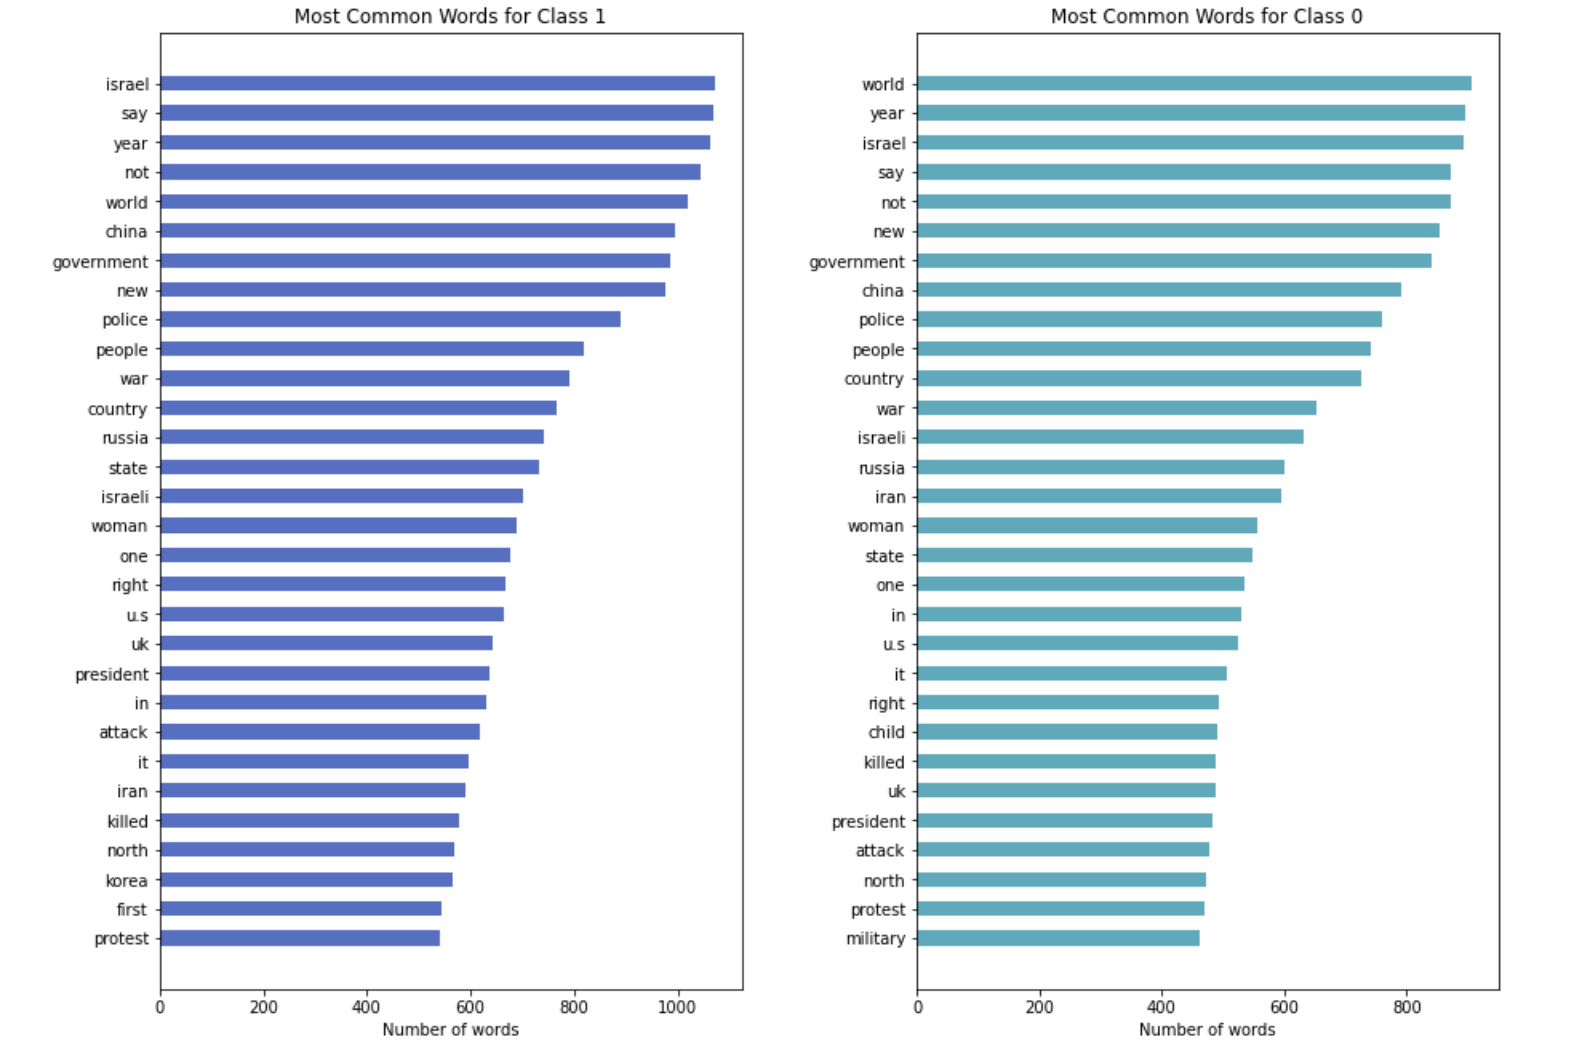 Most Common Words for Class 1
israel
say
year
not
world
china
government
new
police
people
war
country
russia
state
israeli
woman
one
right
u.s
uk
president
in
attack
it
iran
killed
north
korea
first
protest
0 200 400 600 800 1000
Number of words
Most Common Words for Class 0
world
year
israel
say
not
new
government
china
police
people
country
war
israeli
russia
iran
woman
state
one
in
u.s
it
right
child
killed
uk
president
attack
north
protest
military
0 200 400 600 800
Number of words